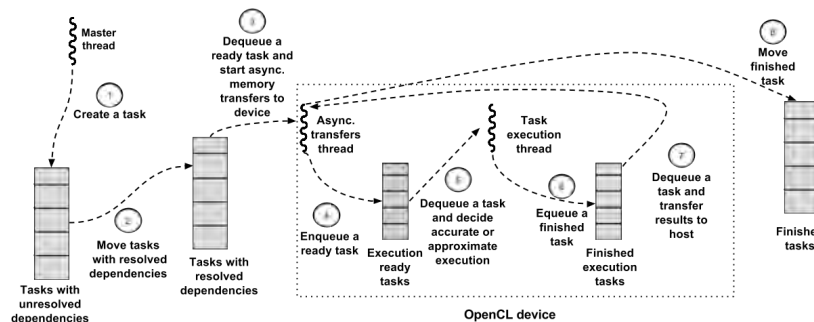 Master
thread
1
Create a task
Tasks with
unresolved
dependencies
2
Move tasks
with resolved
dependencies
Tasks with
resolved
dependencies
3
Dequeue a
ready task and
start async.
memory
transfers to
device
Async.
transfers
thread
4
Enqueue a
ready task
Execution
ready
tasks
5
Dequeue a task
and decide
accurate or
approximate
execution
Task
execution
thread
6
Equeue a
finished
task
Finished
execution
tasks
7
Dequeue a
task and
transfer
results to
host
8
Move
finished
task
Finishe
tasks
OpenCL device